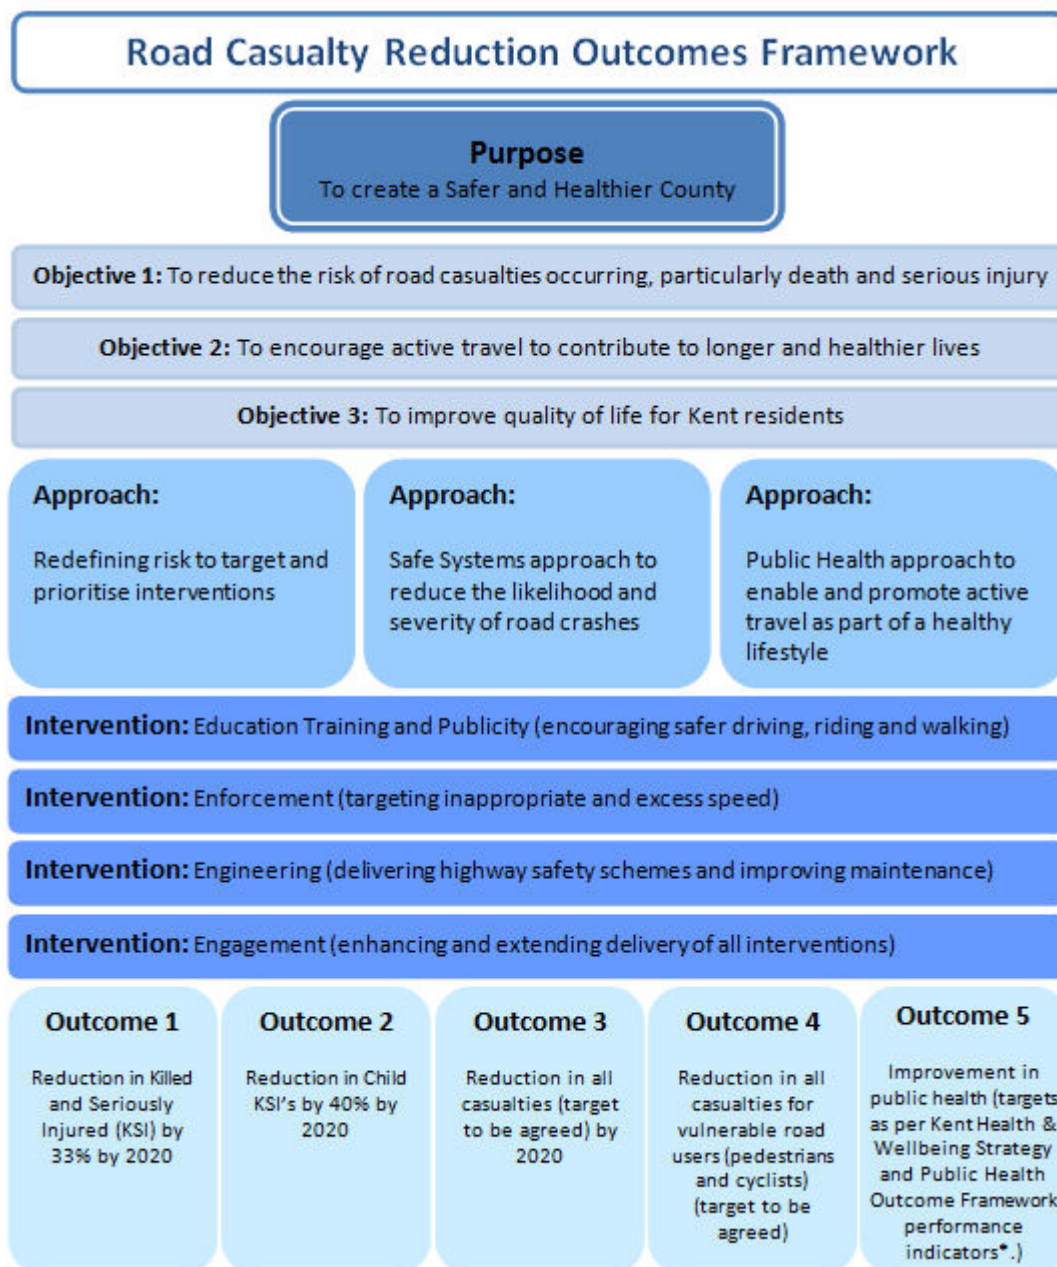 Road Casualty Reduction Outcomes Framework
Purpose
To create a Safer and Healthier County
Objective 1: To reduce the risk of road casualties occurring, particularly death and serious injury
Objective 2: To encourage active travel to contribute to longer and healthier lives
Objective 3: To improve quality of life for Kent residents
Approach:
Redefining risk to target and
prioritise interventions
Approach:
Safe Systems approach to
reduce the likelihood and
severity of road crashes
Approach:
Public Health approach to
enable and promote active
travel as part of a healthy
lifestyle
Intervention: Education Training and Publicity (encouraging safer driving, riding and walking)
Intervention: Enforcement (targeting inappropriate and excess speed)
Intervention: Engineering (delivering highway safety schemes and improving maintenance)
Intervention: Engagement (enhancing and extending delivery of all interventions)
Outcome 1
Reduction in Killed
and Seriously
Injured (KSI) by
33% by 2020
Outcome 2
Reduction in Child
KSI's by 40% by
2020
Outcome 3
Reduction in all
casualties (target
to be agreed) by
2020
Outcome 4
Reduction in all
casualties for
vulnerable road
users (pedestrians
and cyclists)
(target to be
agreed)
Outcome 5
Improvement in
public health (targets
as per Kent Health &
Wellbeing Strategy
and Public Health
Outcome Framework
performance
indicators*.)